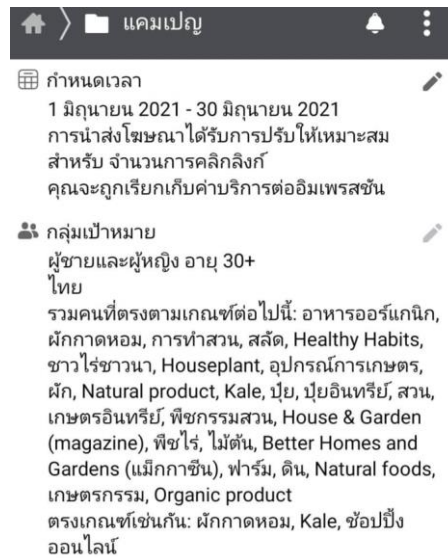 แคมเปญ
กำหนดเวลา
1 มิถุนายน 2021 - 30 มิถุนายน 2021
การนำส่งโฆษณาได้รับการปรับให้เหมาะสม
สำหรับ จำนวนการคลิกลิงก์
คุณจะถูกเรียกเก็บค่าบริการต่ออิมเพรสชัน
กลุ่มเป้าหมาย
ผู้ชายและผู้หญิง อายุ 30+
ไทย
รวมคนที่ตรงตามเกณฑ์ต่อไปนี้: อาหารออร์แกนิก,
ผักกาดหอม, การทำสวน, สลัด, Healthy Habits,
ชาวไร่ชาวนา, Houseplant, อุปกรณ์การเกษตร,
ผัก, Natural product, Kale, ปุ๋ย, ปุ๋ยอินทรีย์, สวน,
เกษตรอินทรีย์, พืชกรรมสวน, House & Garden
(magazine), พืชไร่, ไม้ต้น, Better Homes and
Gardens (แม็กกาซีน), ฟาร์ม, ดิน, Natural foods,
เกษตรกรรม, Organic product
ตรงเกณฑ์เช่นกัน: ผักกาดหอม, Kale, ช้อปปิ้ง
ออนไลน์